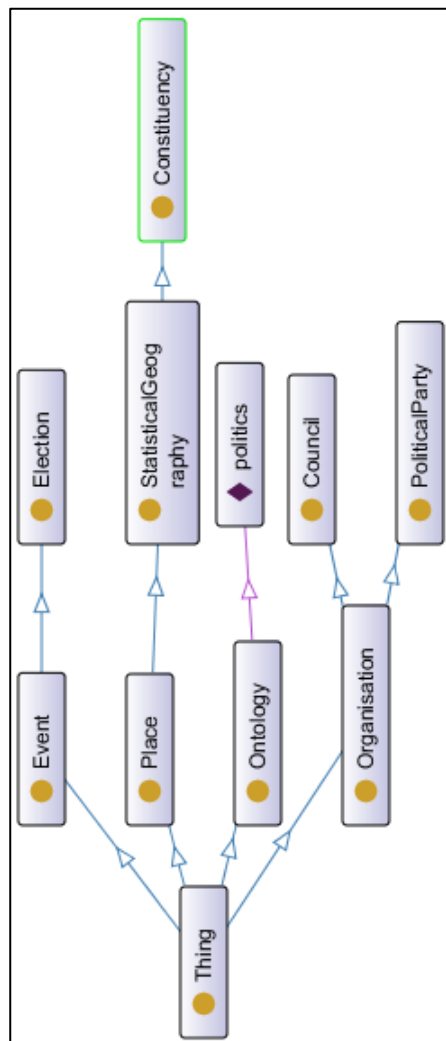 Thing
Event
Place
Ontology
Organisation
Election
StatisticalGeog
raphy
politics
Council
PoliticalParty
Constituency